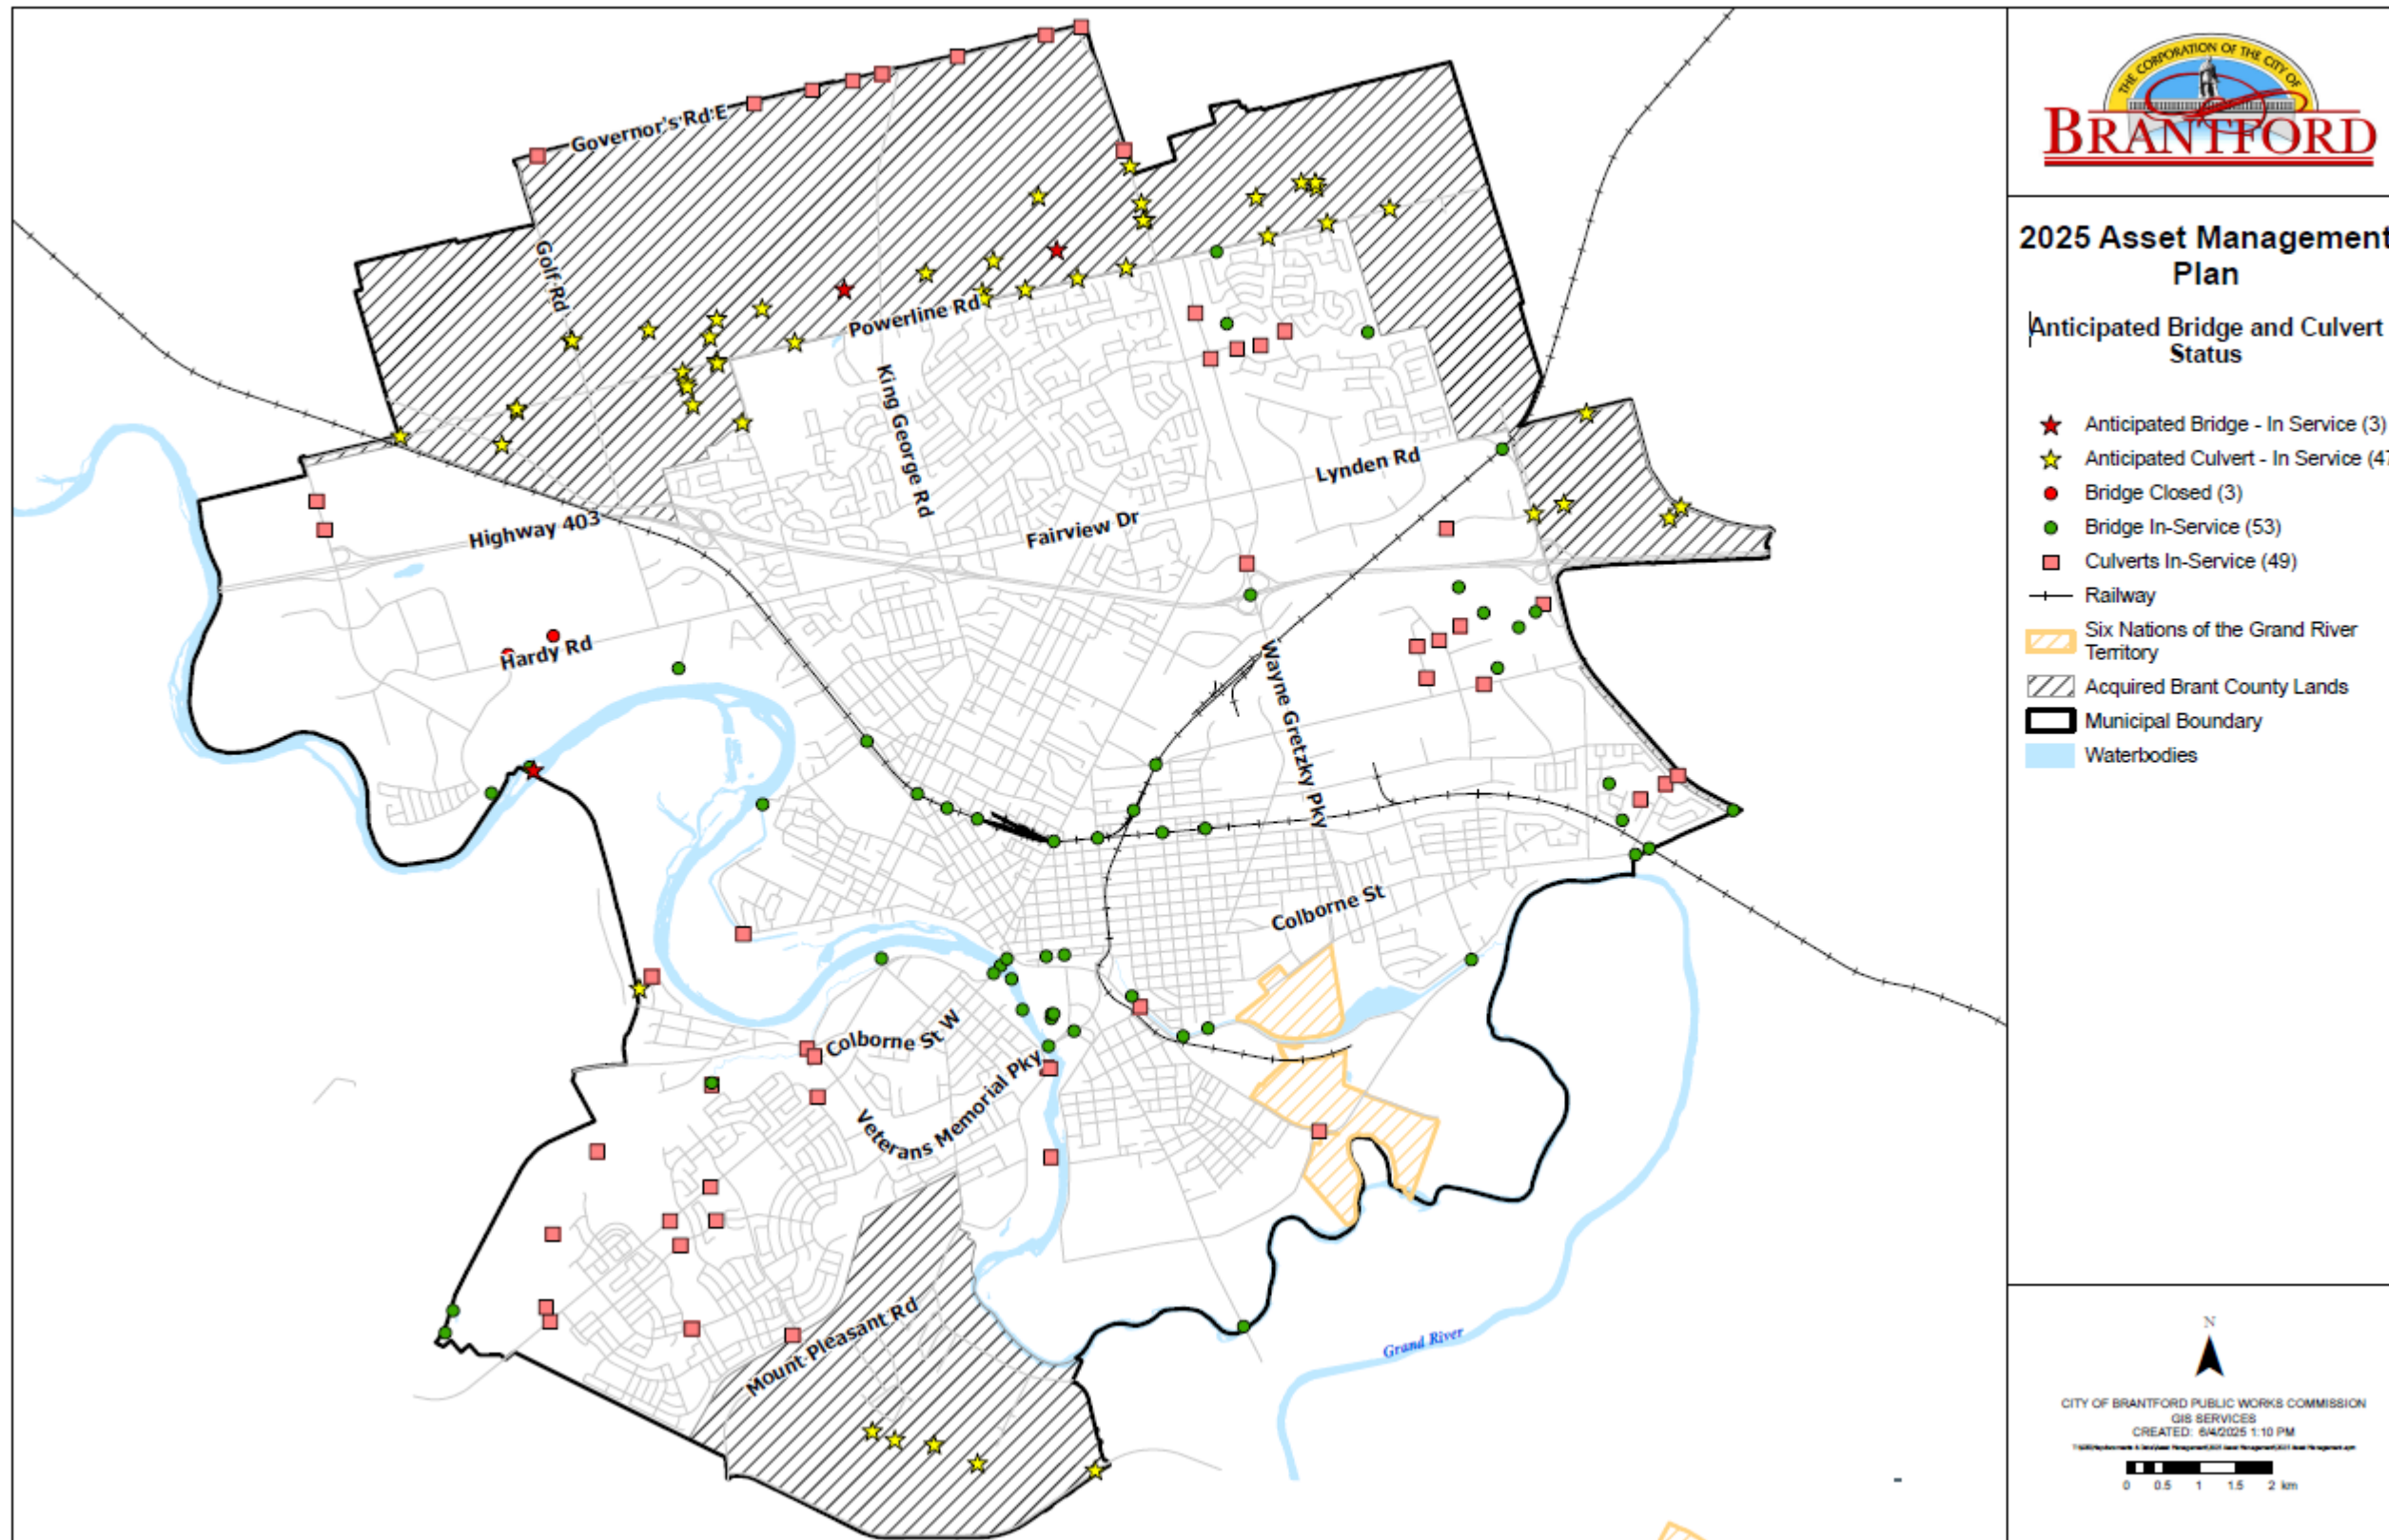 Governor's Rd E
Golf Rd
Powerline Rd
King George Rd
Lynden Rd
Fairview Dr
Highway 403
Hardy Rd
Wayne Gretzky Pky
Colborne St
Colborne St W
Veterans Memorial Pky
Mount Pleasant Rd
Grand River
THE CORPORATION OF THE CITY OF
BRANTFORD
2025 Asset Management
Plan
Anticipated Bridge and Culvert
Status
Anticipated Bridge - In Service (3)
Anticipated Culvert - In Service (47
Bridge Closed (3)
Bridge In-Service (53)
Culverts In-Service (49)
Railway
Six Nations of the Grand River
Territory
Acquired Brant County Lands
Municipal Boundary
Waterbodies
N
CITY OF BRANTFORD PUBLIC WORKS COMMISSION
GIS SERVICES
CREATED: 6/4/2025 1:10 PM
0 0.5 1 1.5 2 km